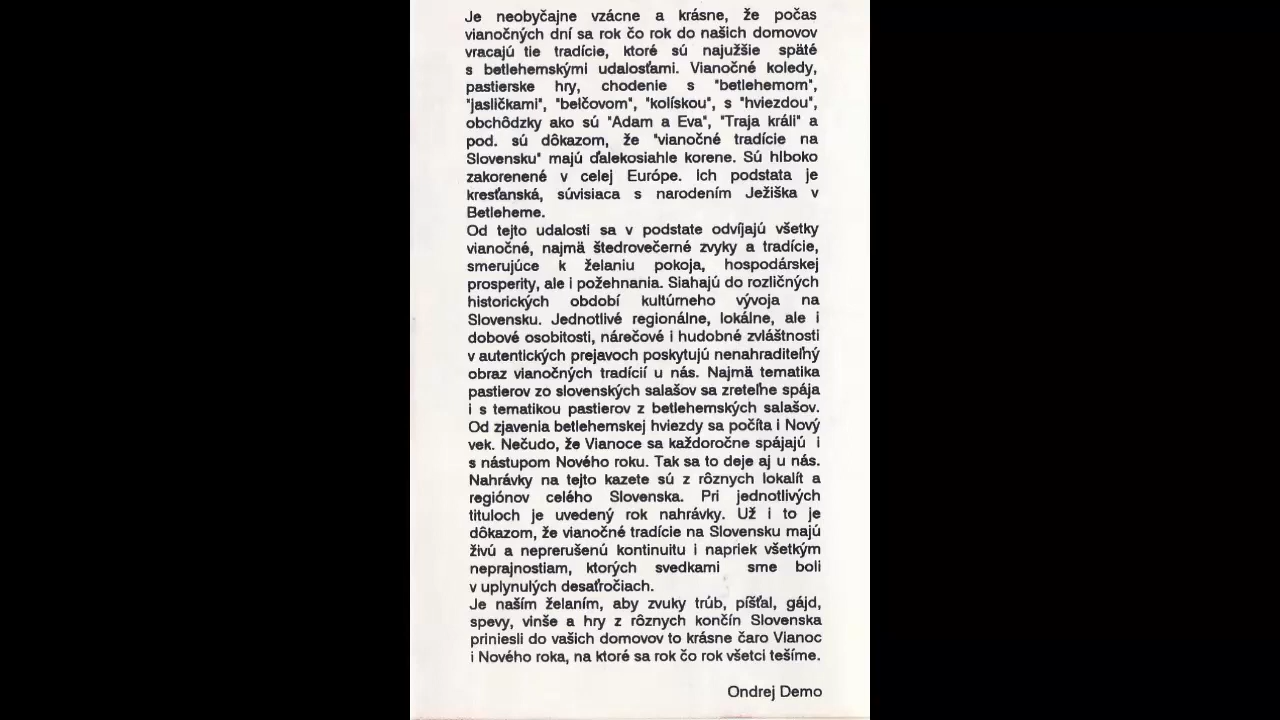 Je neobyčajne vzácne a krásne, že počas
vianočných dní sa rok čo rok do našich domovov
vracajú tie tradície, ktoré sú najužšie späté
s betlehemskými udalosťami. Vianočné koledy,
pastierske hry, chodenie s "betlehemom",
"jasličkami", "belčovom", "kolískou", s "hviezdou",
obchôdzky ako sú "Adam a Eva", "Traja králi" a
pod. sú dôkazom, že "vianočné tradície na
Slovensku" majú ďalekosiahle korene. Sú hlboko
zakorenené v celej Európe. Ich podstata je
kresťanská, súvisiaca s narodením Ježiška v
Betleheme.
Od tejto udalosti sa v podstate odvíjajú všetky
vianočné, najmä štedrovečerné zvyky a tradície,
smerujúce k želaniu pokoja, hospodárskej
prosperity, ale i požehnania. Siahajú do rozličných
historických období kultúrneho vývoja na
Slovensku. Jednotlivé regionálne, lokálne, ale i
dobové osobitosti, nárečové i hudobné zvláštnosti
v autentických prejavoch poskytujú nenahraditeľný
obraz vianočných tradícií u nás. Najmä tematika
pastierov zo slovenských salašov sa zreteľne spája
i s tematikou pastierov z betlehemských salašov.
Od zjavenia betlehemskej hviezdy sa počíta i Nový
vek. Nečudo, že Vianoce sa každoročne spájajú i
s nástupom Nového roku. Tak sa to deje aj u nás.
Nahrávky na tejto kazete sú z rôznych lokalít a
regiónov celého Slovenska. Pri jednotlivých
tituloch je uvedený rok nahrávky. Už i to je
dôkazom, že vianočné tradície na Slovensku majú
živú a neprerušenú kontinuitu i napriek všetkým
neprajnostiam, ktorých svedkami sme boli
v uplynulých desaťročiach.
Je naším želaním, aby zvuky trúb, píšťal, gájd,
spevy, vinše a hry z rôznych končín Slovenska
priniesli do vašich domovov to krásne čaro Vianoc
i Nového roka, na ktoré sa rok čo rok všetci tešíme.
Ondrej Demo